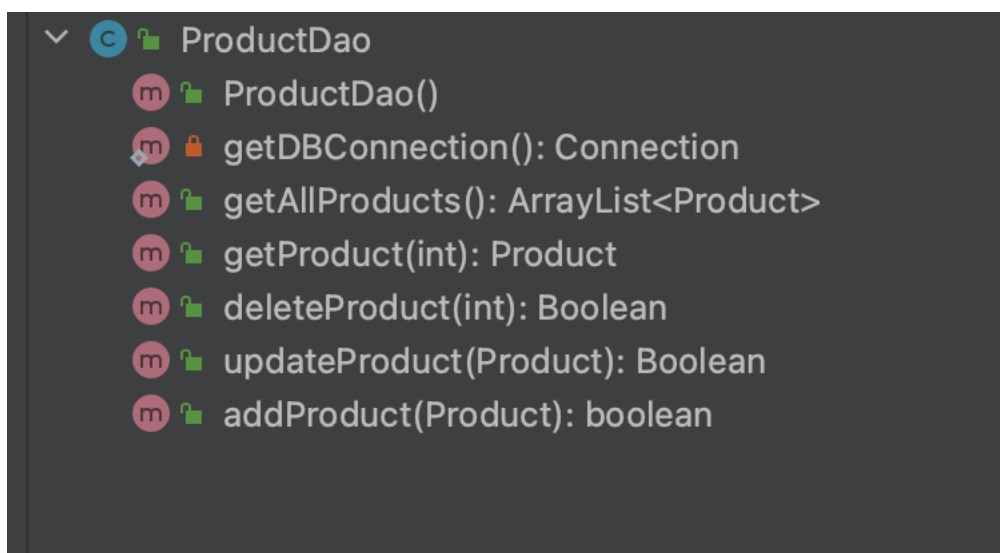 C ProductDao
m ProductDao()
m getDBConnection(): Connection
m getAllProducts(): ArrayList<Product>
m getProduct(int): Product
m deleteProduct(int): Boolean
m updateProduct(Product): Boolean
m addProduct(Product): boolean